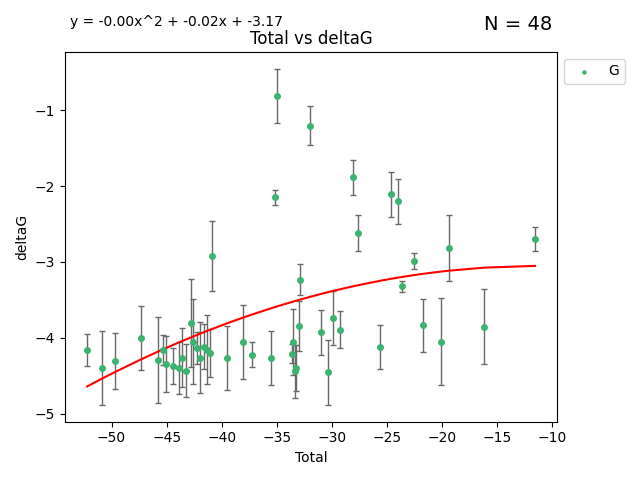 y = -0.00x^2 + -0.02x + -3.17
N = 48
Total vs deltaG
G
deltaG
−1
−2
−3
−4
−5
−50
−45
−40
−35
−30
−25
−20
−15
−10
Total